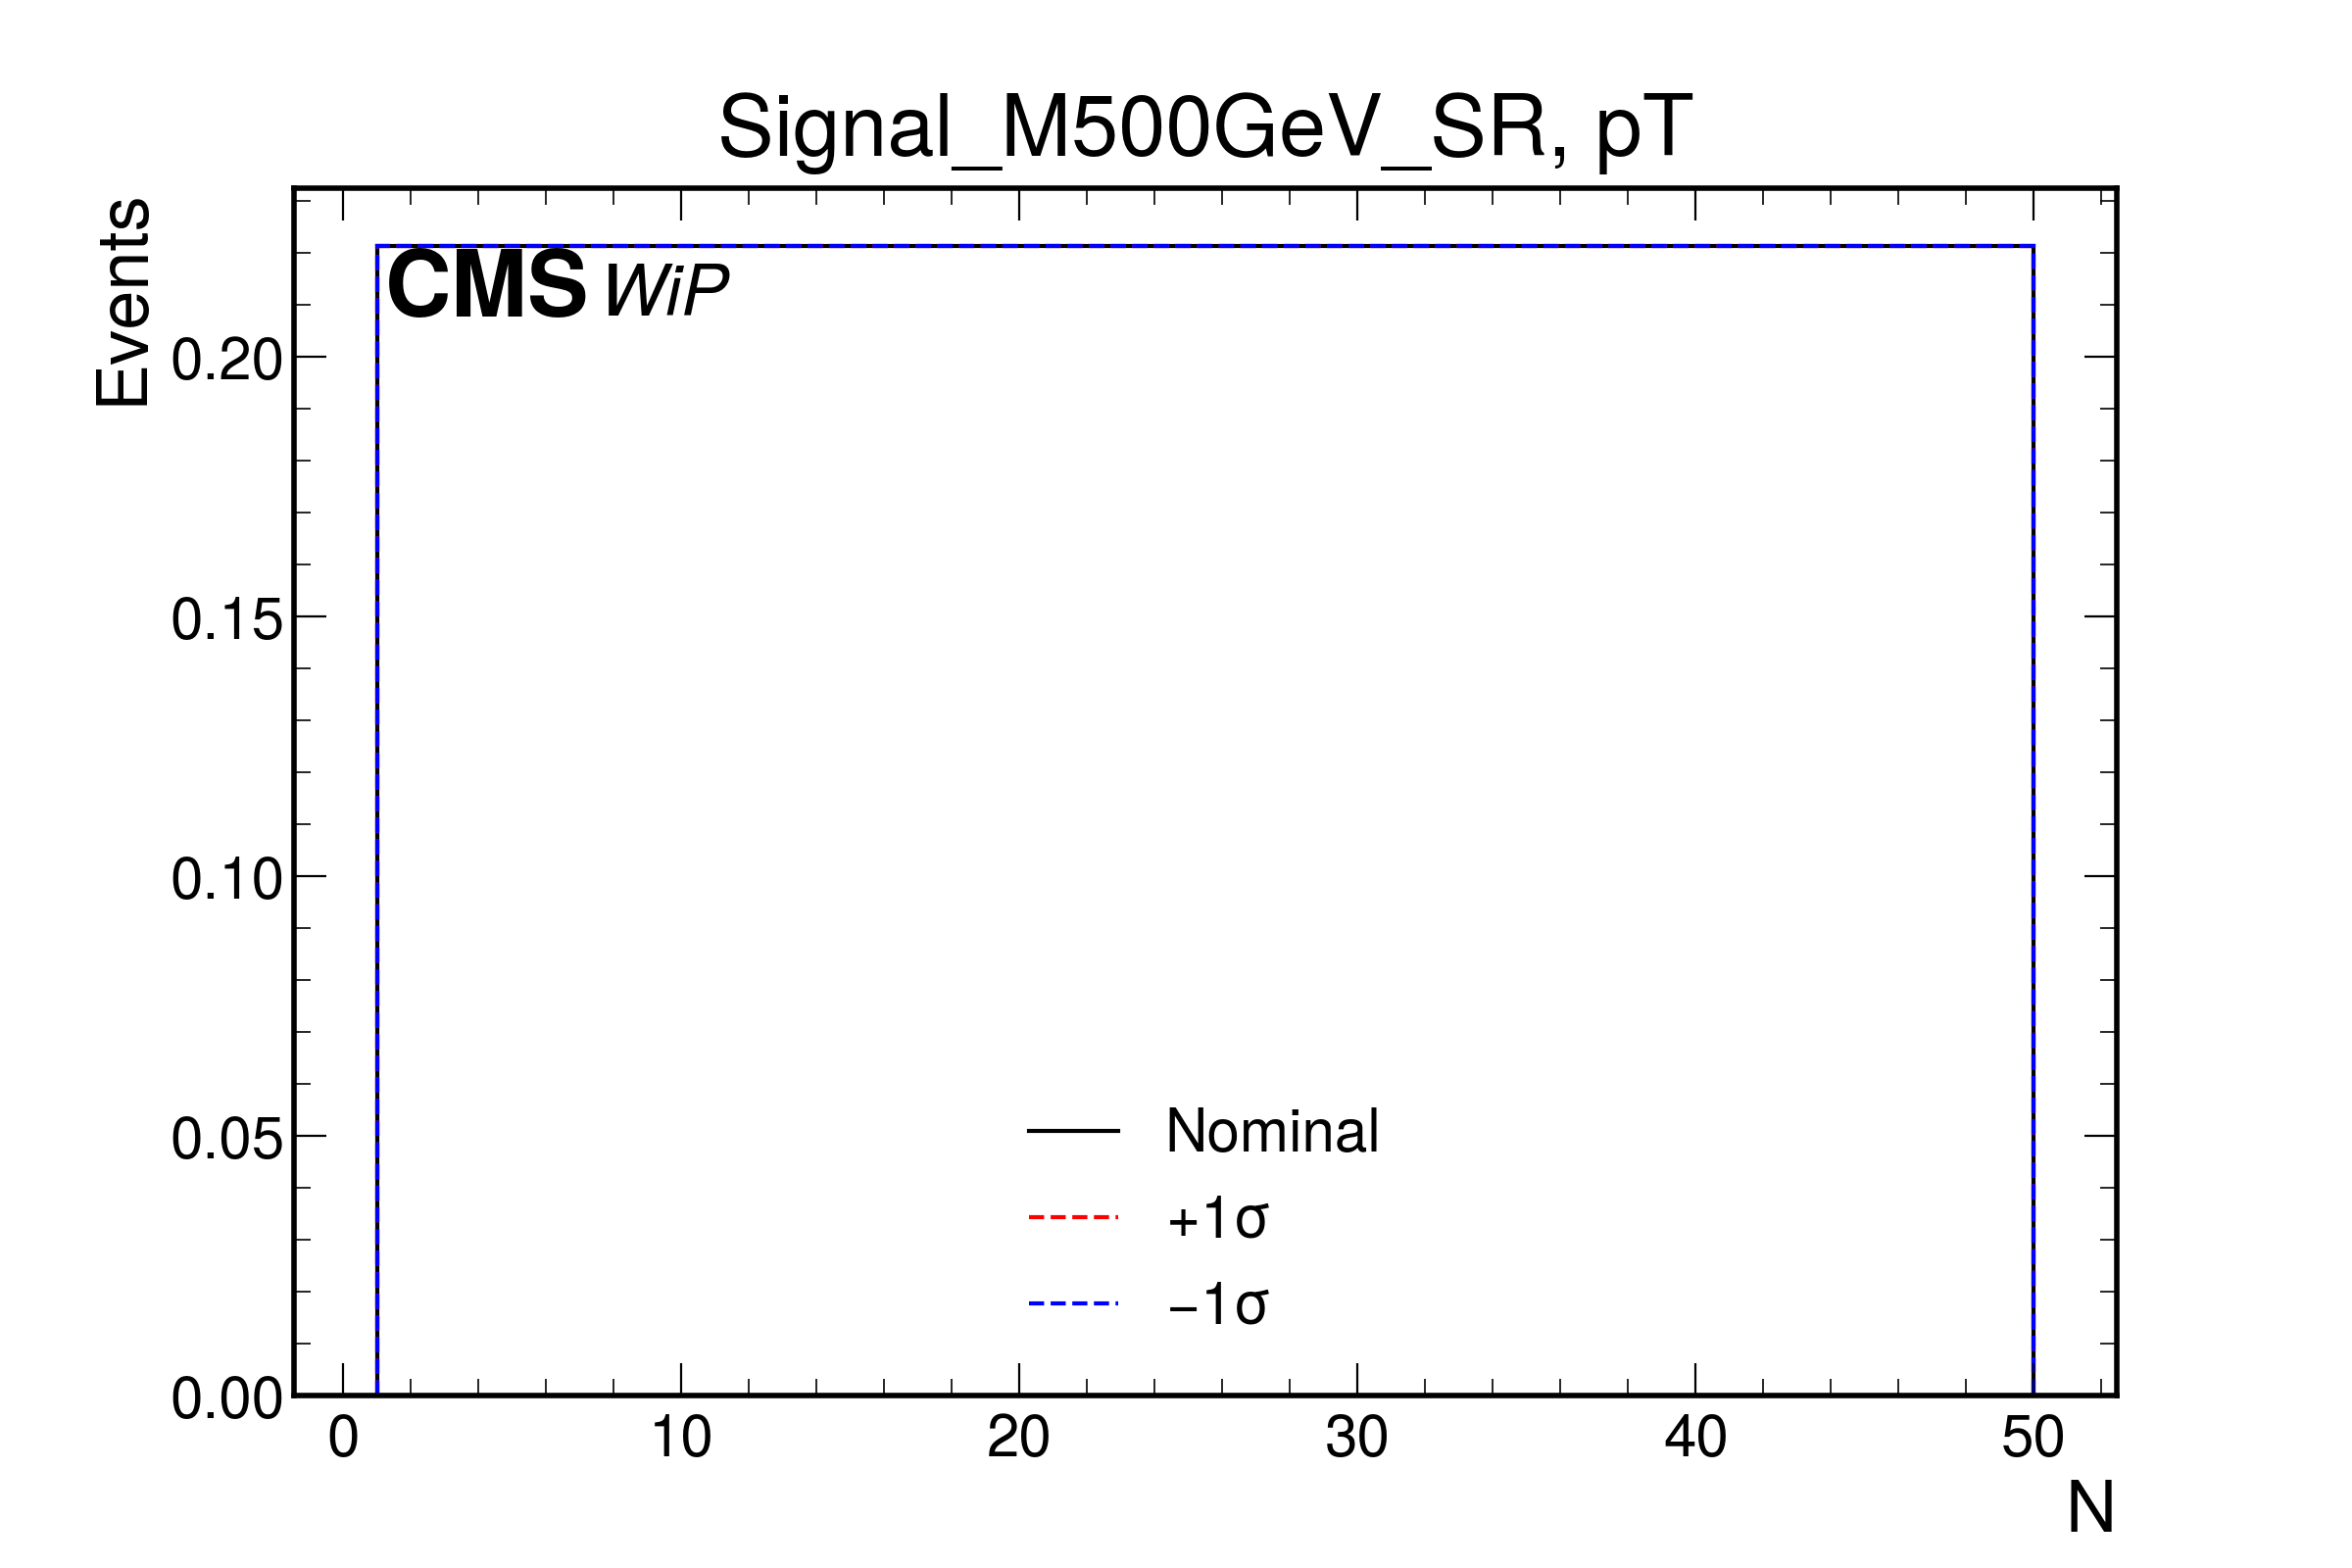 Signal_M500GeV_SR, pT
Events
CMS WiP
0.20
0.15
0.10
0.05
0.00
Nominal
+1σ
−1σ
0 10 20 30 40 50
N